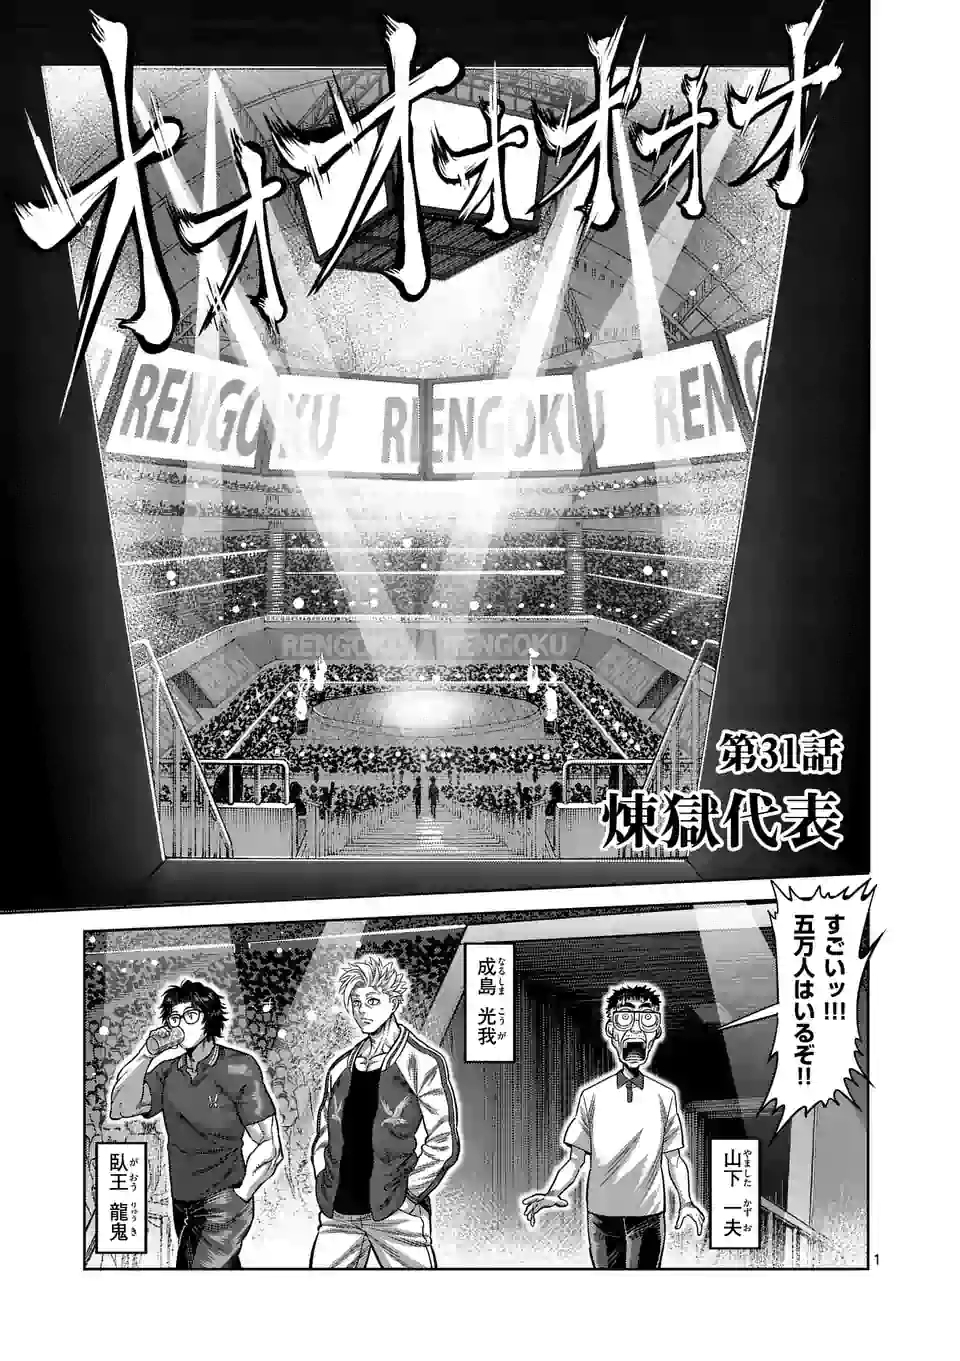 オオオオオオオ
RENGOKU RENGOKU REN
RENGOKU RENGOKU
第31話
煉獄代表
すごいッ!!!
五万人はいるぞ!!
成島 光我
なるしま こうが
山下 一夫
やました かずお
臥王 龍鬼
がおう りゅうき
1